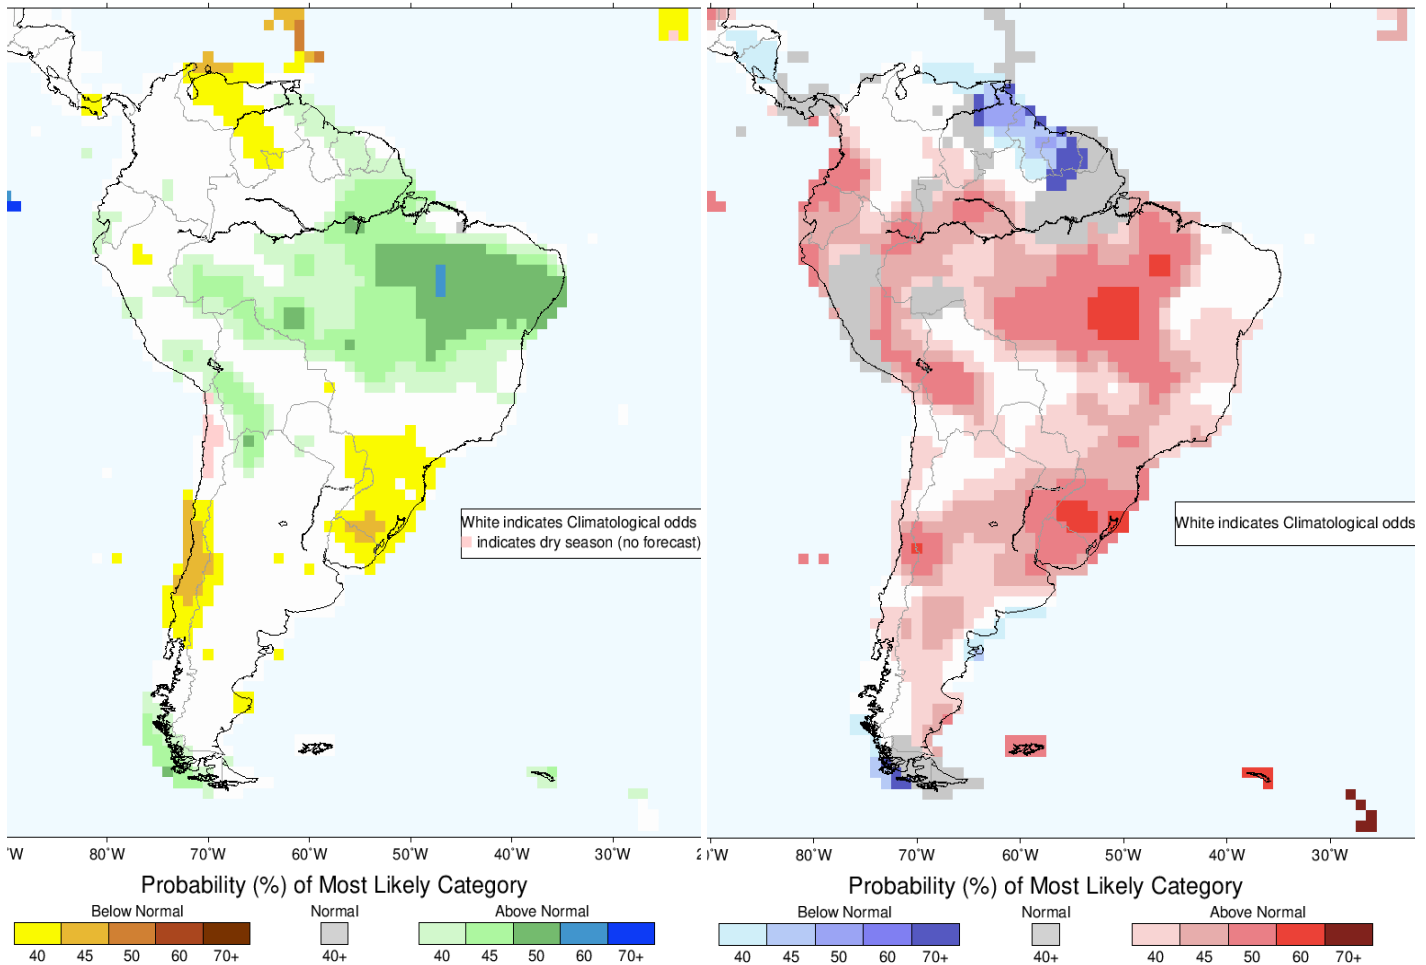 White indicates Climatological odds
indicates dry season (no forecast)
˚W 80˚W 70˚W 60˚W 50˚W 40˚W 30˚W 2
Probability (%) of Most Likely Category
Below Normal Normal Above Normal
40 45 50 60 70+ 40+ 40 45 50 60 70+
White indicates Climatological odds
0˚W 80˚W 70˚W 60˚W 50˚W 40˚W 30˚W
Probability (%) of Most Likely Category
Below Normal Normal Above Normal
40 45 50 60 70+ 40+ 40 45 50 60 70+